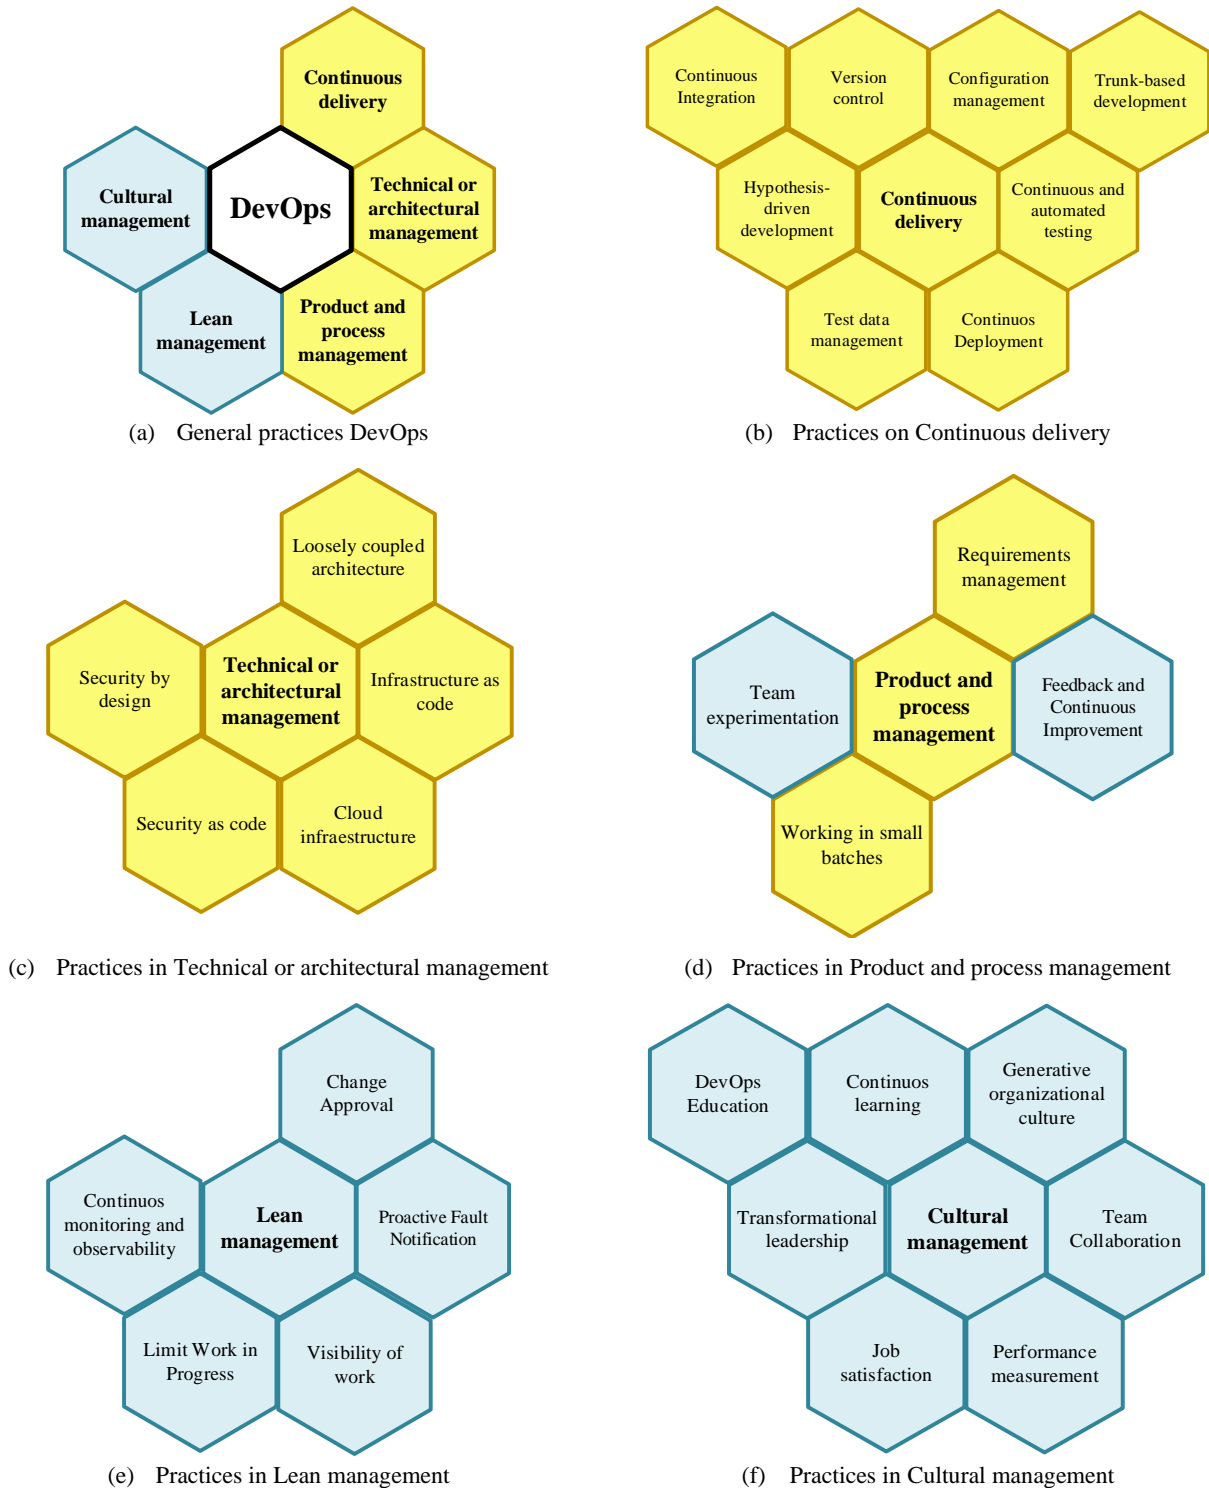 Continuous
delivery
Cultural
management
DevOps
Technical or
architectural
management
Lean
management
Product and
process
management
(a) General practices DevOps
Continuous
Integration
Version
control
Configuration
management
Trunk-based
development
Hypothesis-
driven
development
Continuous
delivery
Continuous and
automated
testing
Test data
management
Continuos
Deployment
(b) Practices on Continuous delivery
Loosely coupled
architecture
Security by
design
Technical or
architectural
management
Infrastructure as
code
Security as code
Cloud
infraestructure
(c) Practices in Technical or architectural management
Requirements
management
Team
experimentation
Product and
process
management
Feedback and
Continuous
Improvement
Working in small
batches
(d) Practices in Product and process management
Change
Approval
Continuos
monitoring and
observability
Lean
management
Proactive Fault
Notification
Limit Work in
Progress
Visibility of
work
(e) Practices in Lean management
DevOps
Education
Continuos
learning
Generative
organizational
culture
Transformational
leadership
Cultural
management
Team
Collaboration
Job
satisfaction
Performance
measurement
(f) Practices in Cultural management